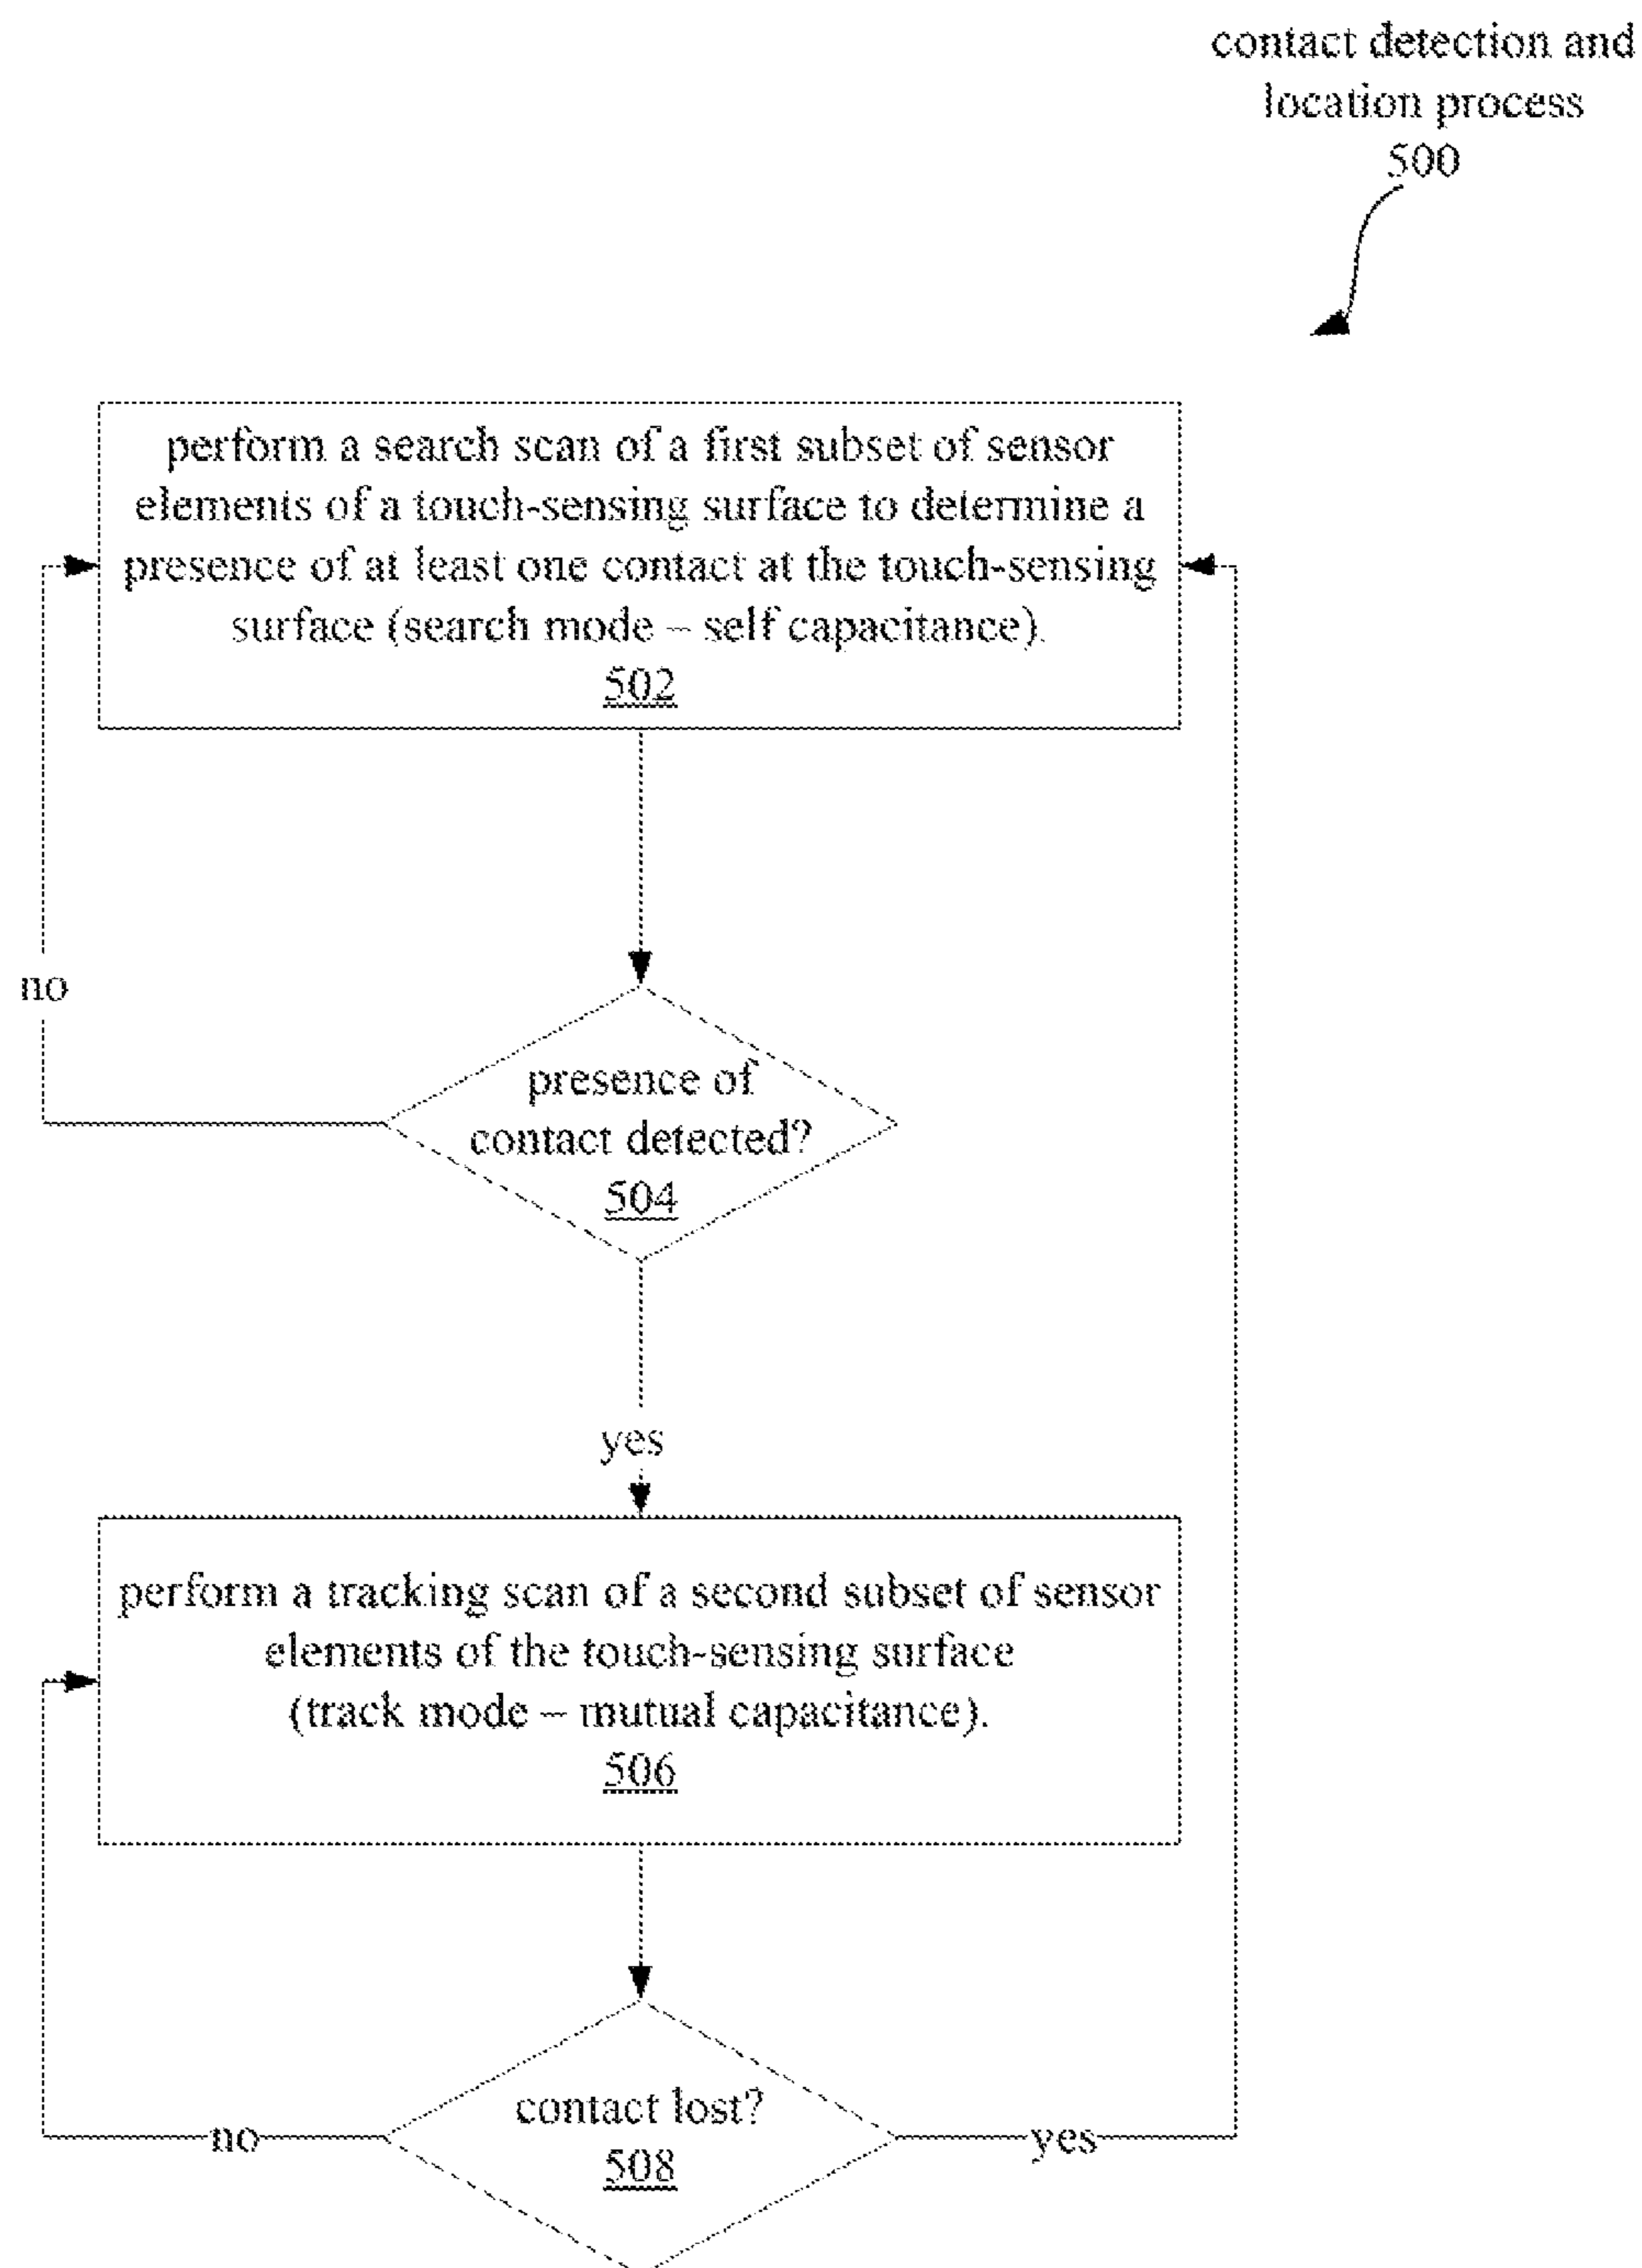 contact detection and
location process
500
perform a search scan of a first subset of sensor
elements of a touch-sensing surface to determine a
presence of at least one contact at the touch-sensing
surface (search mode – self capacitance).
502
no
presence of
contact detected?
504
yes
perform a tracking scan of a second subset of sensor
elements of the touch-sensing surface
(track mode – mutual capacitance).
506
contact lost?
508
no
yes